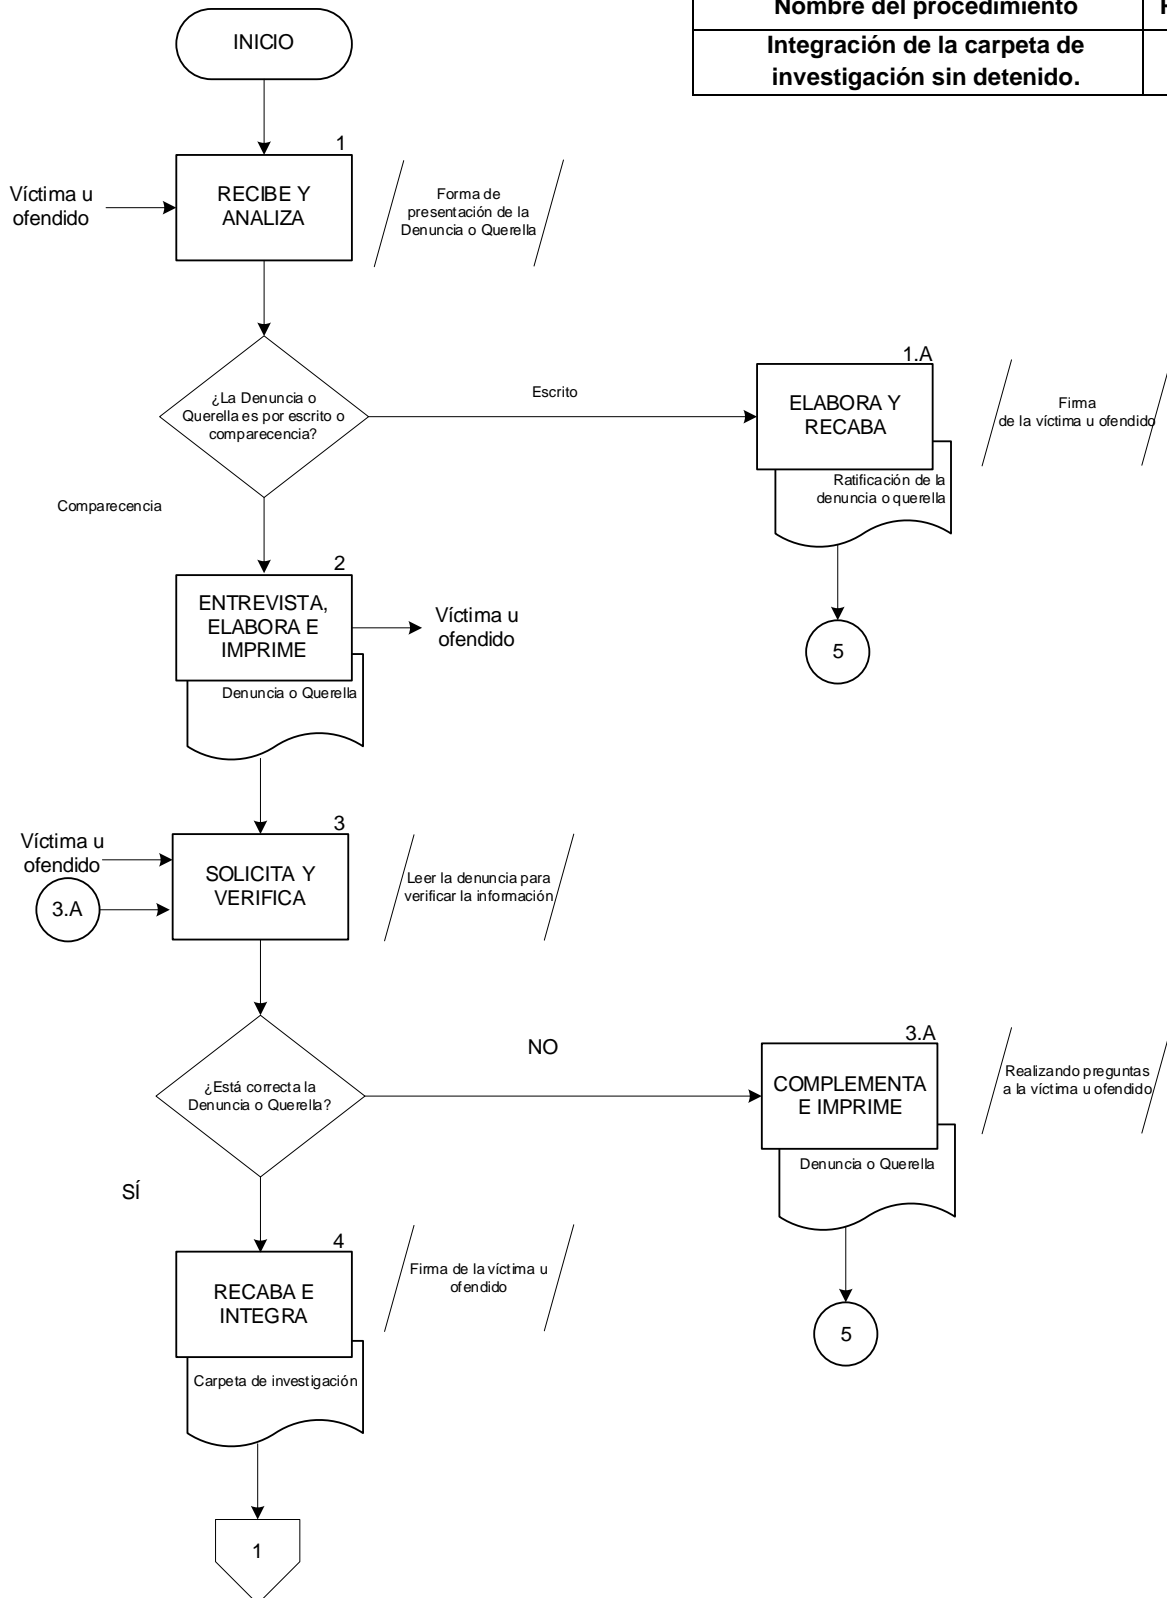 Nombre del procedimiento
Integración de la carpeta de
investigación sin detenido.
INICIO
1
RECIBE Y
ANALIZA
Víctima u
ofendido
Forma de
presentación de la
Denuncia o Querella
¿La Denuncia o
Querella es por escrito o
comparecencia?
Escrito
1.A
ELABORA Y
RECABA
Ratificación de la
denuncia o querella
Firma
de la víctima u ofendido
5
Comparecencia
2
ENTREVISTA,
ELABORA E
IMPRIME
Denuncia o Querella
Víctima u
ofendido
3
SOLICITA Y
VERIFICA
Víctima u
ofendido
3.A
Leer la denuncia para
verificar la información
¿Está correcta la
Denuncia o Querella?
NO
3.A
COMPLEMENTA
E IMPRIME
Denuncia o Querella
Realizando preguntas
a la víctima u ofendido
5
SÍ
4
RECABA E
INTEGRA
Carpeta de investigación
Firma de la víctima u
ofendido
1